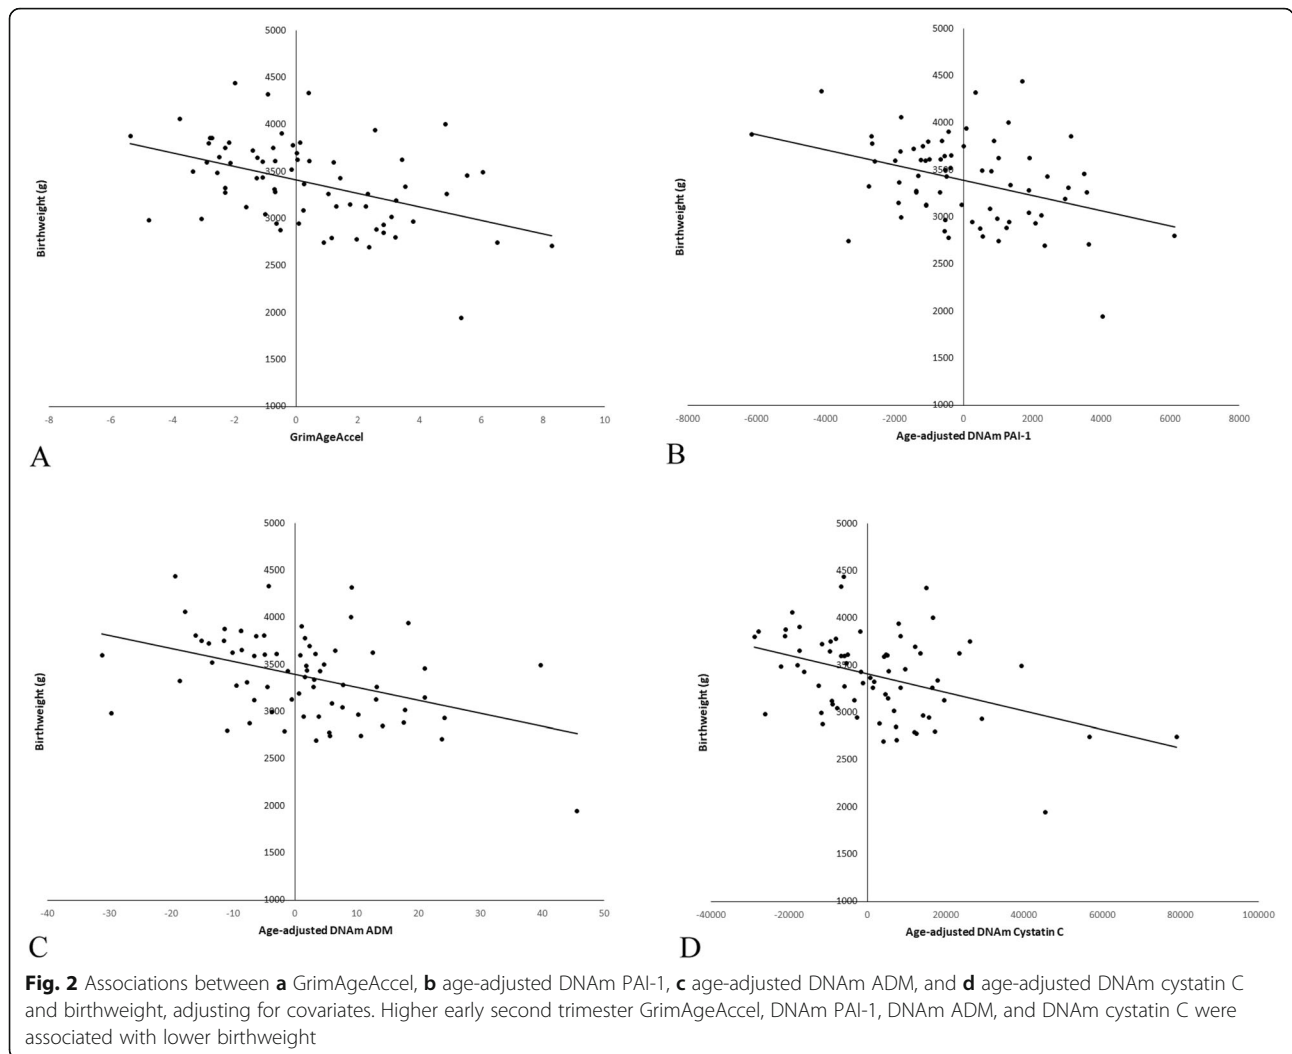 5000
4500
4000
3500
3000
2500
2000
1500
1000
Birthweight (g)
-8 -6 -4 -2 0 2 4 6 8 10
GrimAgeAccel
A
5000
4500
4000
3500
3000
2500
2000
1500
1000
Birthweight (g)
-8000 -6000 -4000 -2000 0 2000 4000 6000 8000
Age-adjusted DNAm PAI-1
B
5000
4500
4000
3500
3000
2500
2000
1500
1000
Birthweight (g)
-40 -30 -20 -10 0 10 20 30 40 50
Age-adjusted DNAm ADM
C
5000
4500
4000
3500
3000
2500
2000
1500
1000
Birthweight (g)
-40000 -20000 0 20000 40000 60000 80000 100000
Age-adjusted DNAm Cystatin C
D
Fig. 2 Associations between a GrimAgeAccel, b age-adjusted DNAm PAI-1, c age-adjusted DNAm ADM, and d age-adjusted DNAm cystatin C
and birthweight, adjusting for covariates. Higher early second trimester GrimAgeAccel, DNAm PAI-1, DNAm ADM, and DNAm cystatin C were
associated with lower birthweight